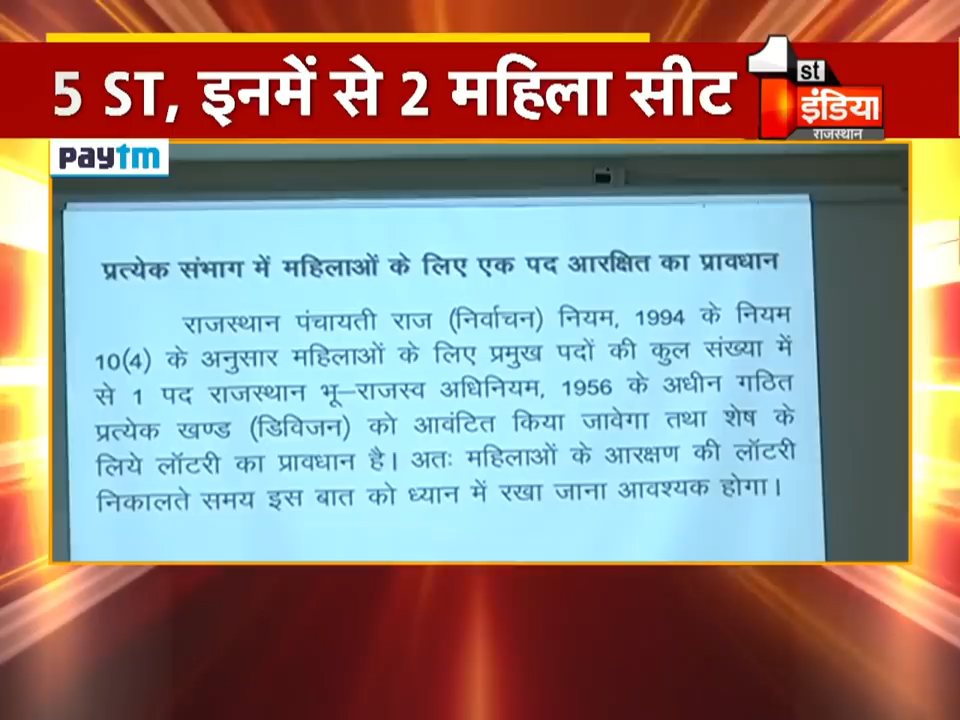 5 ST, इनमें से 2 महिला सीट
1st
इंडिया
राजस्थान
paytm
प्रत्येक संभाग में महिलाओं के लिए एक पद आरक्षित का प्रावधान
राजस्थान पंचायती राज (निर्वाचन) नियम, 1994 के नियम
10(4) के अनुसार महिलाओं के लिए प्रमुख पदों की कुल संख्या में
से 1 पद राजस्थान भू–राजस्व अधिनियम, 1956 के अधीन गठित
प्रत्येक खण्ड (डिविजन) को आवंटित किया जावेगा तथा शेष के
लिये लॉटरी का प्रावधान है। अतः महिलाओं के आरक्षण की लॉटरी
निकालते समय इस बात को ध्यान में रखा जाना आवश्यक होगा।